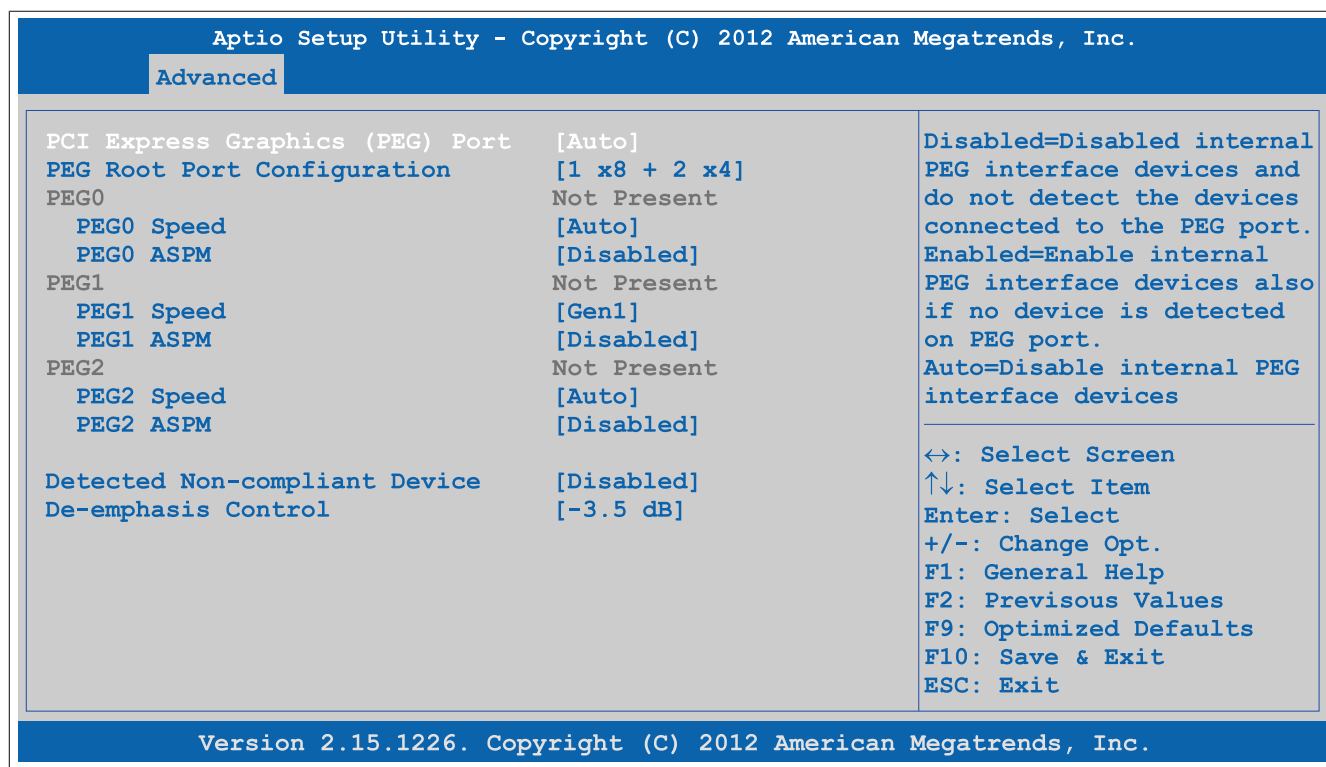 Aptio Setup Utility - Copyright (C) 2012 American Megatrends, Inc.
Advanced
PCI Express Graphics (PEG) Port [Auto]
PEG Root Port Configuration [1 x8 + 2 x4]
PEG0 Not Present
PEG0 Speed [Auto]
PEG0 ASPM [Disabled]
PEG1 Not Present
PEG1 Speed [Gen1]
PEG1 ASPM [Disabled]
PEG2 Not Present
PEG2 Speed [Auto]
PEG2 ASPM [Disabled]
Detected Non-compliant Device [Disabled]
De-emphasis Control [-3.5 dB]
Disabled=Disabled internal
PEG interface devices and
do not detect the devices
connected to the PEG port.
Enabled=Enable internal
PEG interface devices also
if no device is detected
on PEG port.
Auto=Disable internal PEG
interface devices
↔: Select Screen
↑↓: Select Item
Enter: Select
+/-: Change Opt.
F1: General Help
F2: Previsous Values
F9: Optimized Defaults
F10: Save & Exit
ESC: Exit
Version 2.15.1226. Copyright (C) 2012 American Megatrends, Inc.